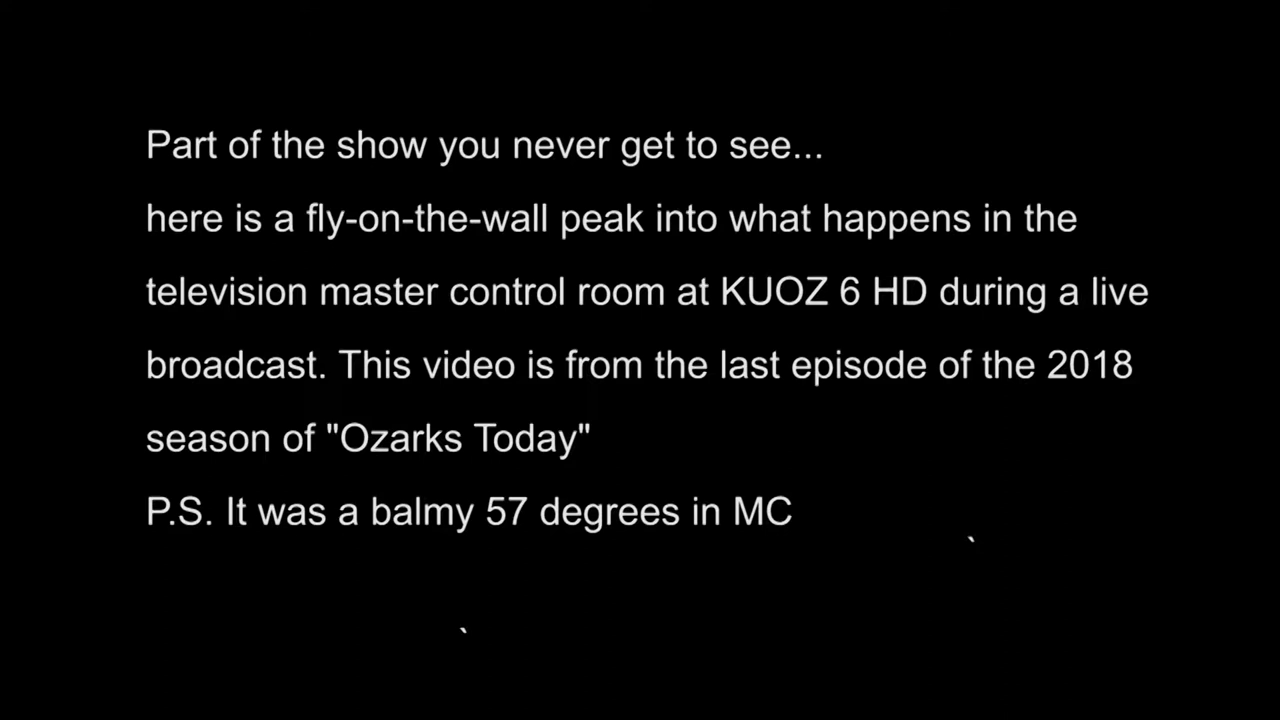 Part of the show you never get to see...
here is a fly-on-the-wall peak into what happens in the
television master control room at KUOZ 6 HD during a live
broadcast. This video is from the last episode of the 2018
season of "Ozarks Today"
P.S. It was a balmy 57 degrees in MC
`
`